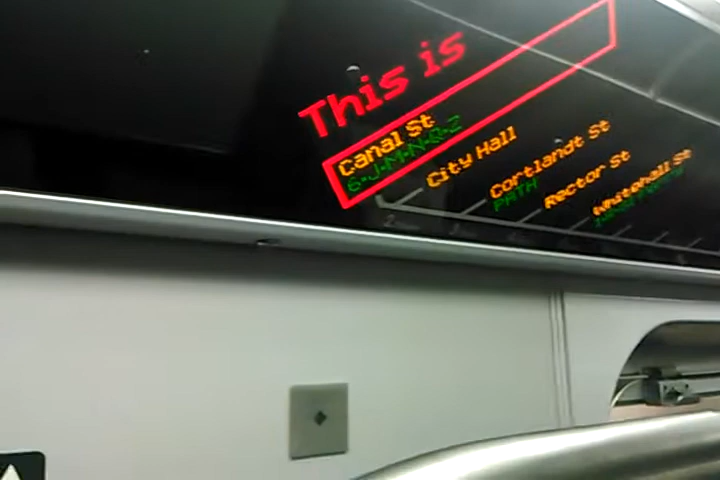 This is
Canal St
6•J•M•N•Q•Z
City Hall
Cortlandt St
PATH
Rector St
Whitehall St